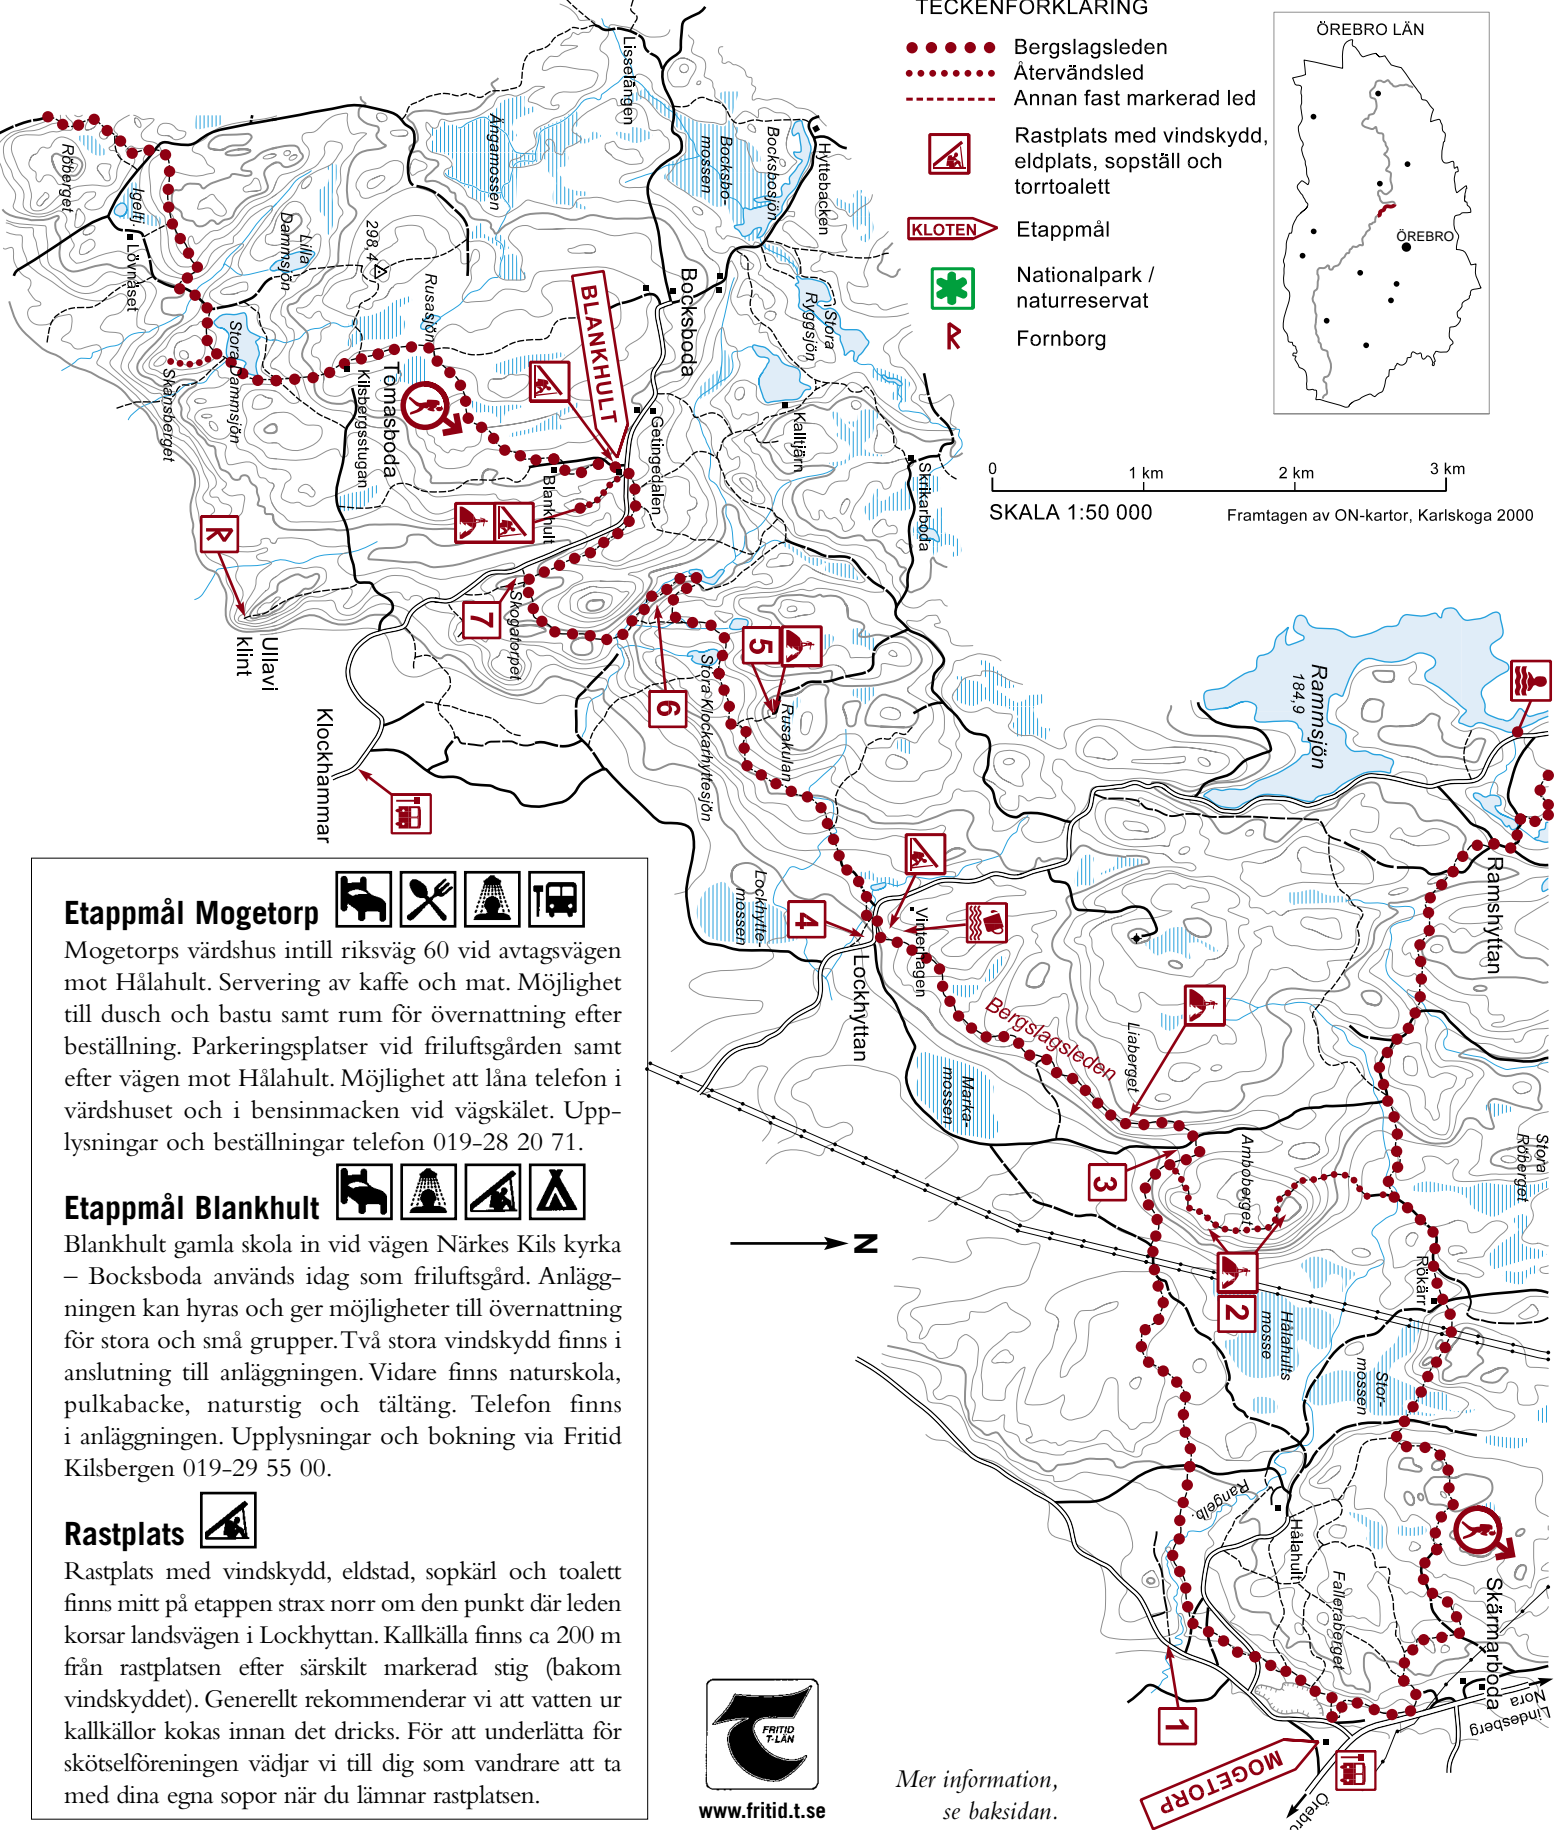 TECKENFÖRKLARING
Bergslagsleden
Återvändsled
Annan fast markerad led
Rastplats med vindskydd,
eldplats, sopställ och
torrtoalett
KLOTEN
Etappmål
Nationalpark /
naturreservat
R
Fornborg
ÖREBRO LÄN
ÖREBRO
0
1 km
2 km
3 km
SKALA 1:50 000
Framtagen av ON-kartor, Karlskoga 2000
Lisselängen
Ängamossen
Bocksbo-
mossen
Bocksbosjön
Hyttebacken
Röberget
Igeltj.
Lövnäset
Lilla
Dammsjön
298,4
Rusasjön
Bocksboda
Stora
Ryggsjön
BLANKHULT
Stora Dammsjön
Skansberget
Kilsbergsstugan
Tomasboda
Getingedalen
Kalltjärn
Skrikarboda
Blankhult
R
Ullavi
klint
7
Skogatorpet
6
5
Stora Klockarhyttesjön
Rusakulan
Klockhammar
Rammsjön
184,9
Ramshyttan
Lockhytte-
mossen
4
Vinterhagen
Lockhyttan
Bergslagsleden
Liaberget
Marka-
mossen
3
Amboberget
2
Stora
Röberget
Rökärr
Hålahults
mosse
Stor-
mossen
N
Rångelb.
Hålahult
Falleraberget
Skärmarboda
Nora
Lindesberg
1
MOGETORP
Örebro
Etappmål Mogetorp
Mogetorps värdshus intill riksväg 60 vid avtagsvägen
mot Hålahult. Servering av kaffe och mat. Möjlighet
till dusch och bastu samt rum för övernattning efter
beställning. Parkeringsplatser vid friluftsgården samt
efter vägen mot Hålahult. Möjlighet att låna telefon i
värdshuset och i bensinmacken vid vägskälet. Upp-
lysningar och beställningar telefon 019-28 20 71.
Etappmål Blankhult
Blankhult gamla skola in vid vägen Närkes Kils kyrka
– Bocksboda används idag som friluftsgård. Anlägg-
ningen kan hyras och ger möjligheter till övernattning
för stora och små grupper. Två stora vindskydd finns i
anslutning till anläggningen. Vidare finns naturskola,
pulkabacke, naturstig och tältäng. Telefon finns
i anläggningen. Upplysningar och bokning via Fritid
Kilsbergen 019-29 55 00.
Rastplats
Rastplats med vindskydd, eldstad, sopkärl och toalett
finns mitt på etappen strax norr om den punkt där leden
korsar landsvägen i Lockhyttan. Kallkälla finns ca 200 m
från rastplatsen efter särskilt markerad stig (bakom
vindskyddet). Generellt rekommenderar vi att vatten ur
kallkällor kokas innan det dricks. För att underlätta för
skötselföreningen vädjar vi till dig som vandrare att ta
med dina egna sopor när du lämnar rastplatsen.
FRITID
T-LÄN
www.fritid.t.se
Mer information,
se baksidan.